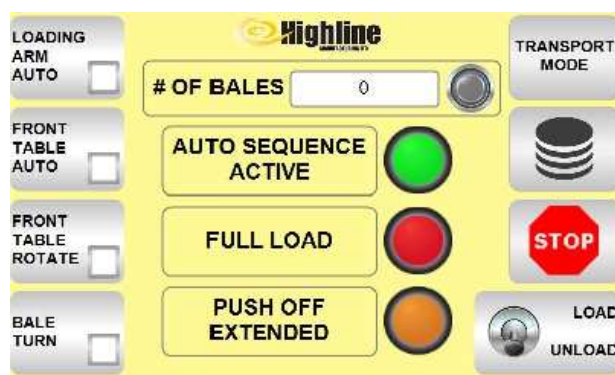 LOADING
ARM
AUTO
Highline
TRANSPORT
MODE
# OF BALES
0
FRONT
TABLE
AUTO
AUTO SEQUENCE
ACTIVE
FRONT
TABLE
ROTATE
FULL LOAD
STOP
BALE
TURN
PUSH OFF
EXTENDED
LOAD
UNLOAD